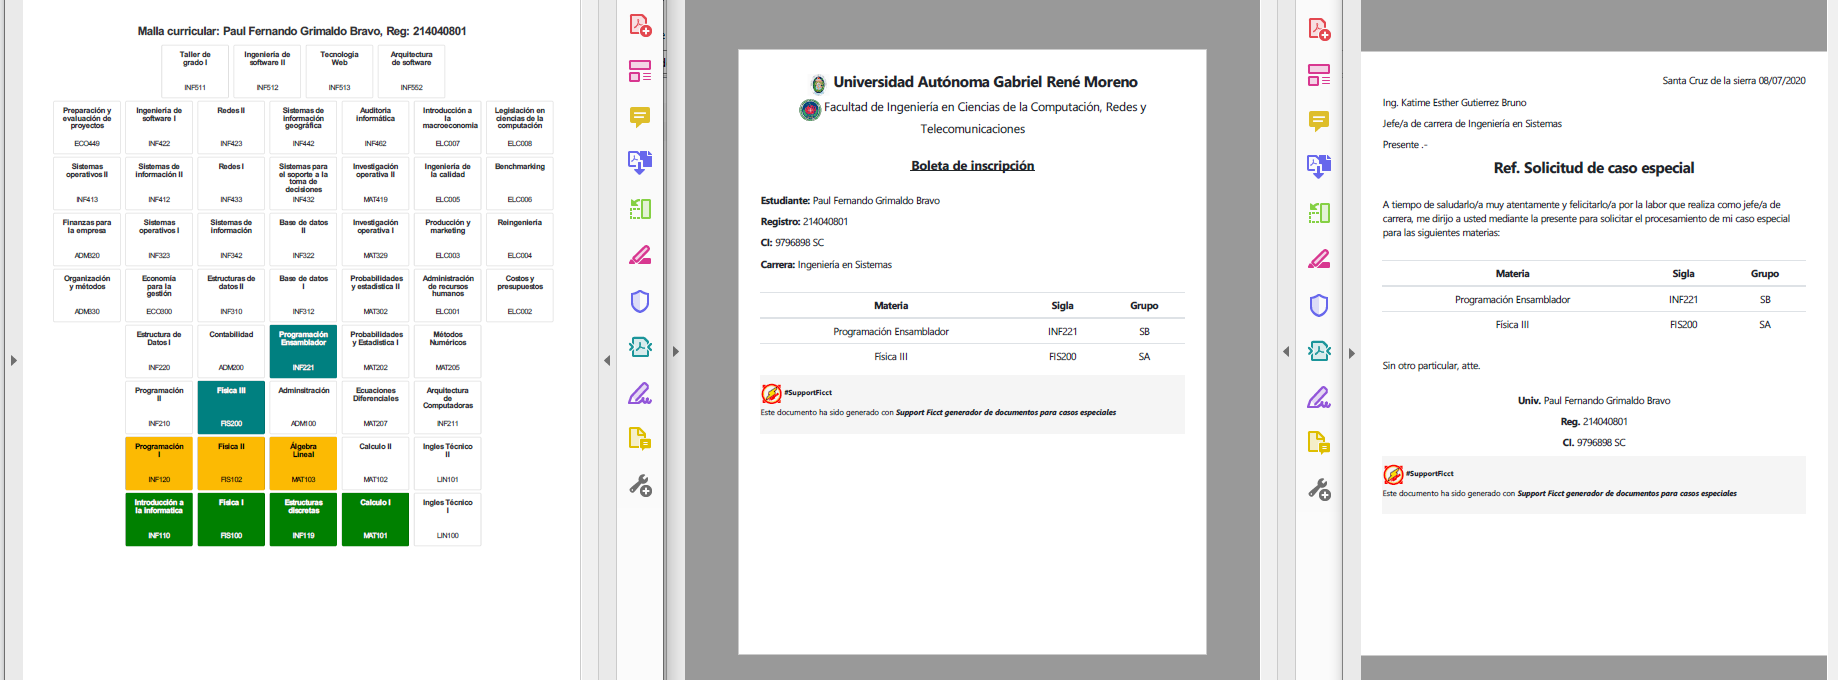 Malla curricular: Paul Fernando Grimaldo Bravo, Reg: 214040801
Taller de
grado I
INF511
Ingeniería de
software II
INF512
Tecnologia
Web
INF513
Arquitectura
de software
INF552
Preparación y
evaluación de
proyectos
ECO449
Ingeniería de
software I
INF422
Redes II
INF423
Sistemas de
información
geográfica
INF442
Auditoria
informática
INF462
Introducción a
la
macroeconomía
ELC007
Legislación en
ciencias de la
computación
ELC008
Sistemas
operativos II
INF413
Sistemas de
información II
INF412
Redes I
INF433
Sistemas para
el soporte a la
toma de
decisiones
INF432
Investigación
operativa II
MAT419
Ingeniería de
la calidad
ELC005
Benchmarking
ELC006
Finanzas para
la empresa
ADM320
Sistemas
operativos I
INF323
Sistemas de
información
INF342
Base de datos
II
INF322
Investigación
operativa I
MAT329
Producción y
marketing
ELC003
Reingeniería
ELC004
Organización
y métodos
ADM330
Economía
para la
gestión
ECO300
Estructuras de
datos II
INF310
Base de datos
I
INF312
Probabilidades
y estadística II
MAT302
Administración
de recursos
humanos
ELC001
Costos y
presupuestos
ELC002
Estructura de
Datos I
INF220
Contabilidad
ADM200
Programación
Ensamblador
INF221
Probabilidades
y Estadística I
MAT202
Métodos
Numéricos
MAT205
Programación
II
INF210
Física III
FIS200
Adminsitración
ADM100
Ecuaciones
Diferenciales
MAT207
Arquitectura
de
Computadoras
INF211
Programación
I
INF120
Física II
FIS102
Álgebra
Lineal
MAT103
Calculo II
MAT102
Ingles Técnico
II
LIN101
Introducción a
la Informatica
INF110
Física I
FIS100
Estructuras
discretas
INF119
Calculo I
MAT101
Ingles Técnico
I
LIN100
Universidad Autónoma Gabriel René Moreno
Facultad de Ingeniería en Ciencias de la Computación, Redes y
Telecomunicaciones
Boleta de inscripción
Estudiante: Paul Fernando Grimaldo Bravo
Registro: 214040801
CI: 9796898 SC
Carrera: Ingeniería en Sistemas
Materia Sigla Grupo
Programación Ensamblador INF221 SB
Física III FIS200 SA
#SupportFicct
Este documento ha sido generado con Support Ficct generador de documentos para casos especiales
Santa Cruz de la sierra 08/07/2020
Ing. Katime Esther Gutierrez Bruno
Jefe/a de carrera de Ingeniería en Sistemas
Presente .-
Ref. Solicitud de caso especial
A tiempo de saludarlo/a muy atentamente y felicitarlo/a por la labor que realiza como jefe/a de
carrera, me dirijo a usted mediante la presente para solicitar el procesamiento de mi caso especial
para las siguientes materias:
Materia Sigla Grupo
Programación Ensamblador INF221 SB
Física III FIS200 SA
Sin otro particular, atte.
Univ. Paul Fernando Grimaldo Bravo
Reg. 214040801
CI. 9796898 SC
#SupportFicct
Este documento ha sido generado con Support Ficct generador de documentos para casos especiales